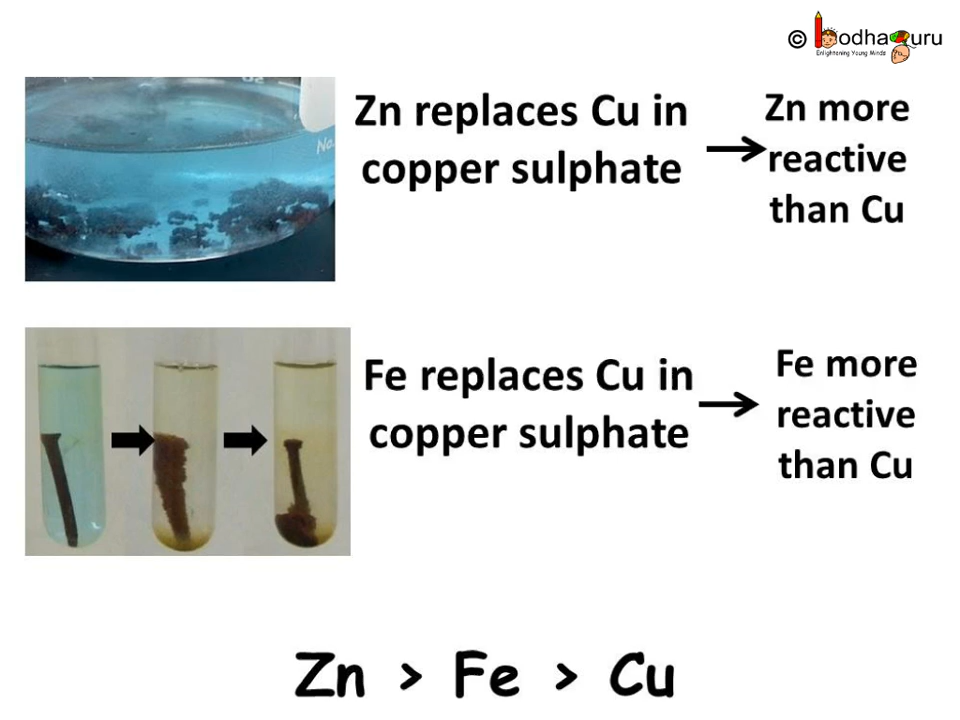 © BodhaGuru
Enlightening Young Minds
Zn replaces Cu in
copper sulphate
Zn more
reactive
than Cu
Fe replaces Cu in
copper sulphate
Fe more
reactive
than Cu
Zn > Fe > Cu